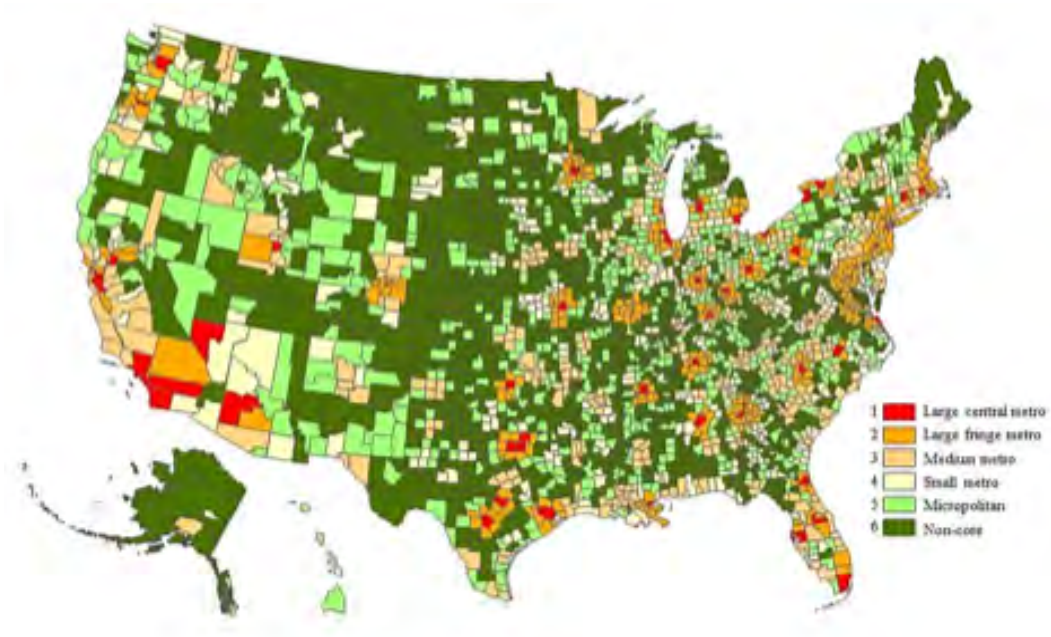 1 Large central metro
2 Large fringe metro
3 Medium metro
4 Small metro
5 Micropolitan
6 Non-core